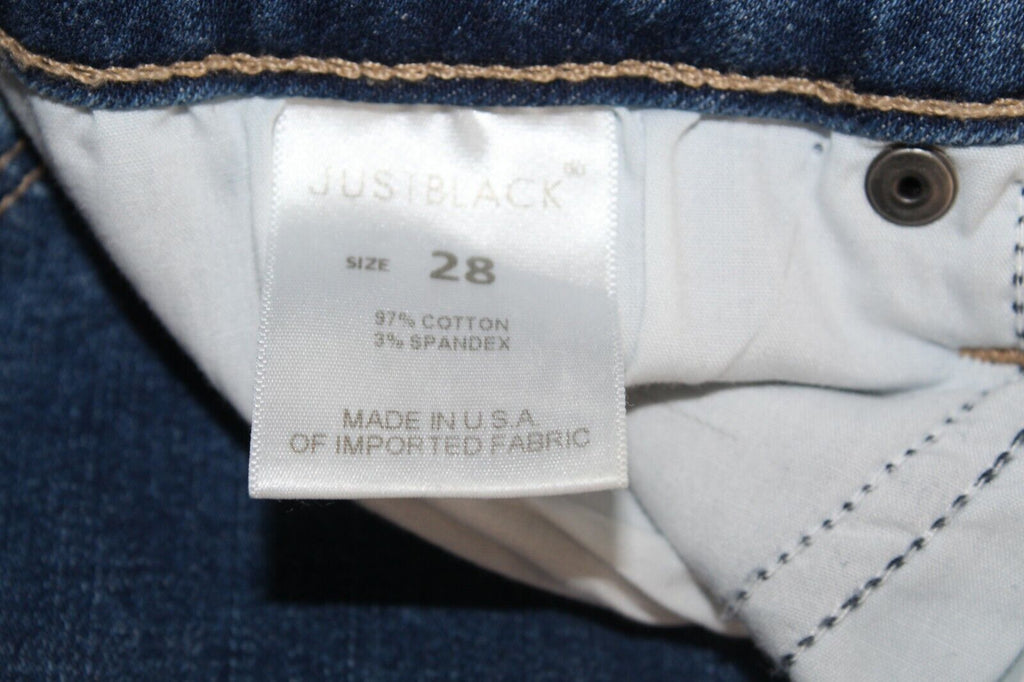 JUSTBLACK®
SIZE 28
97% COTTON
3% SPANDEX
MADE IN U.S.A.
OF IMPORTED FABRIC